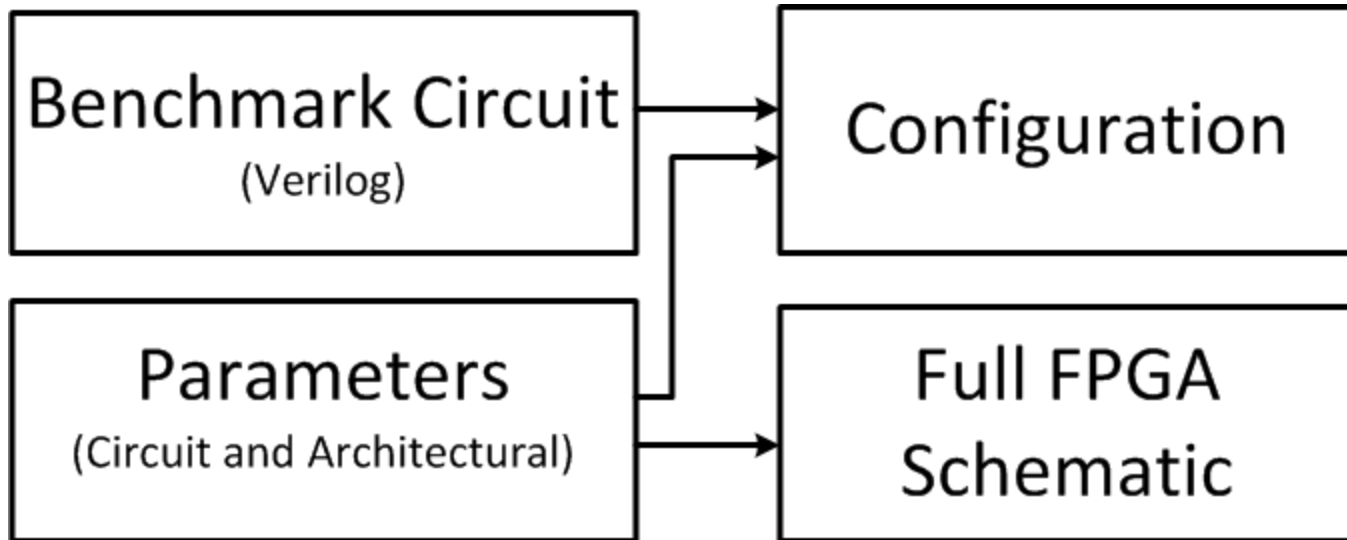 Benchmark Circuit
(Verilog)
Configuration
Parameters
(Circuit and Architectural)
Full FPGA
Schematic